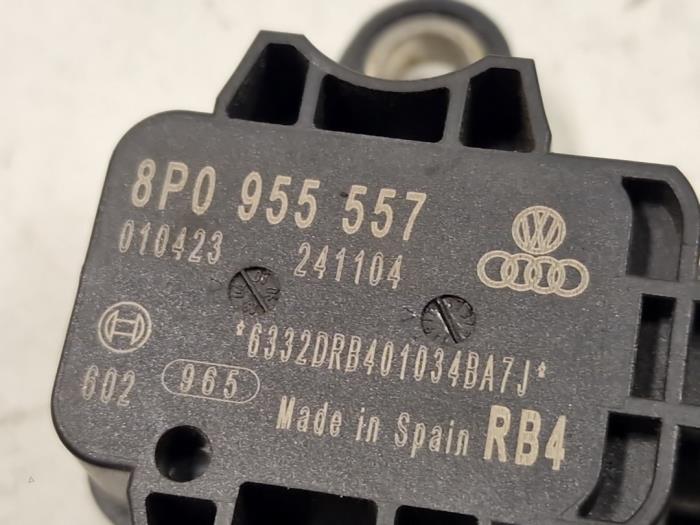 8P0 955 557
010423 241104
*6332DRB401034BA7J*
602 965
Made in Spain RB4